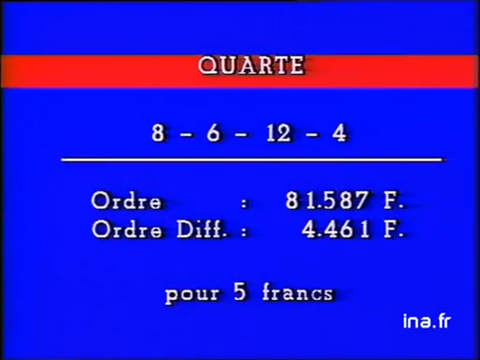 QUARTE
8 - 6 - 12 - 4
Ordre : 81.587 F.
Ordre Diff. : 4.461 F.
pour 5 francs
ina.fr